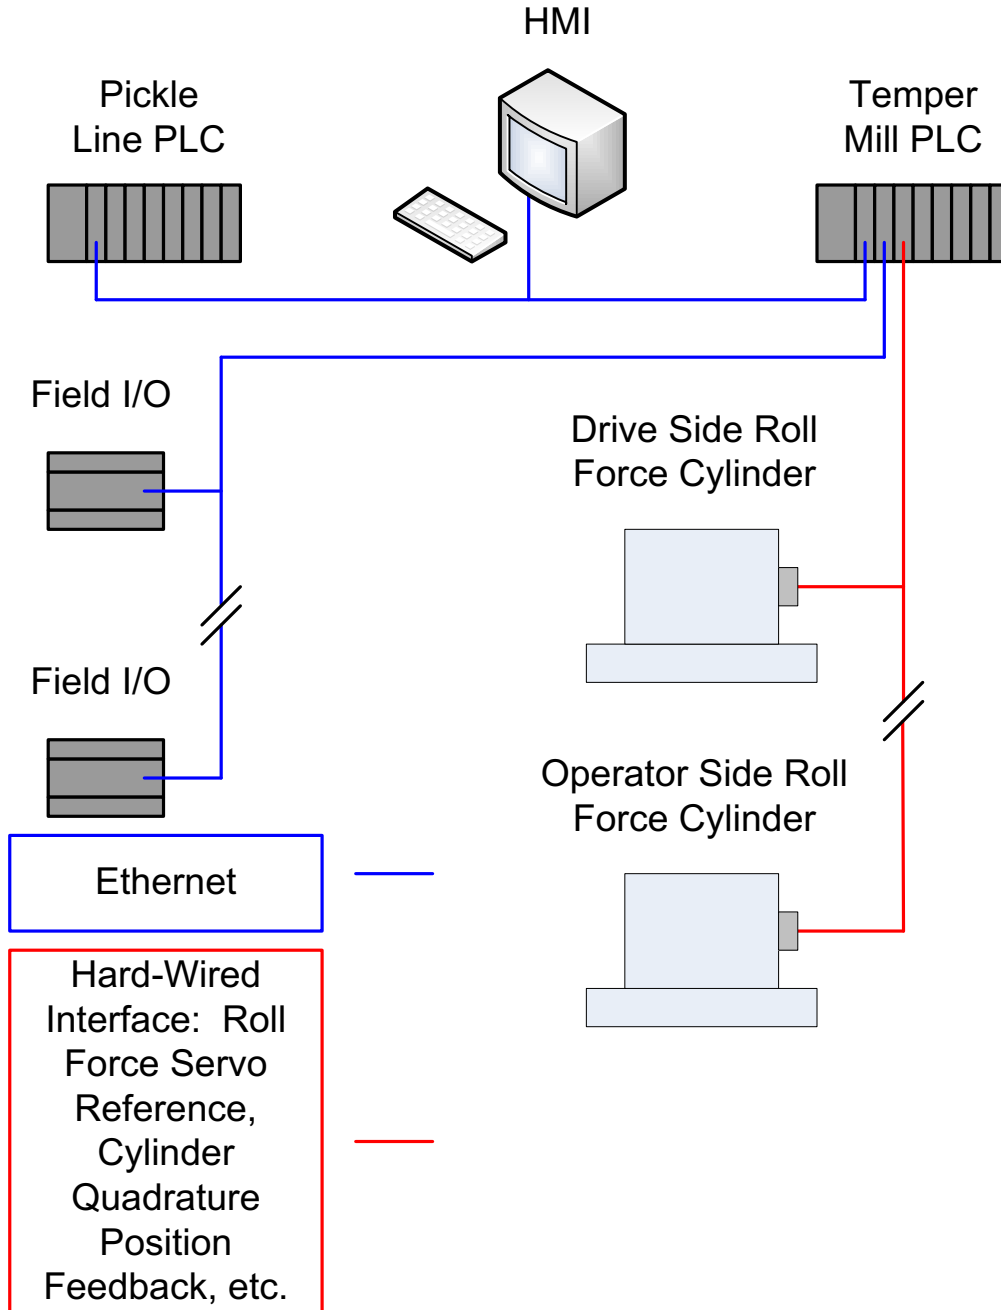 HMI
Pickle
Line PLC
Temper
Mill PLC
Field I/O
Drive Side Roll
Force Cylinder
Field I/O
Operator Side Roll
Force Cylinder
Ethernet
Hard-Wired
Interface:  Roll
Force Servo
Reference,
Cylinder
Quadrature
Position
Feedback, etc.